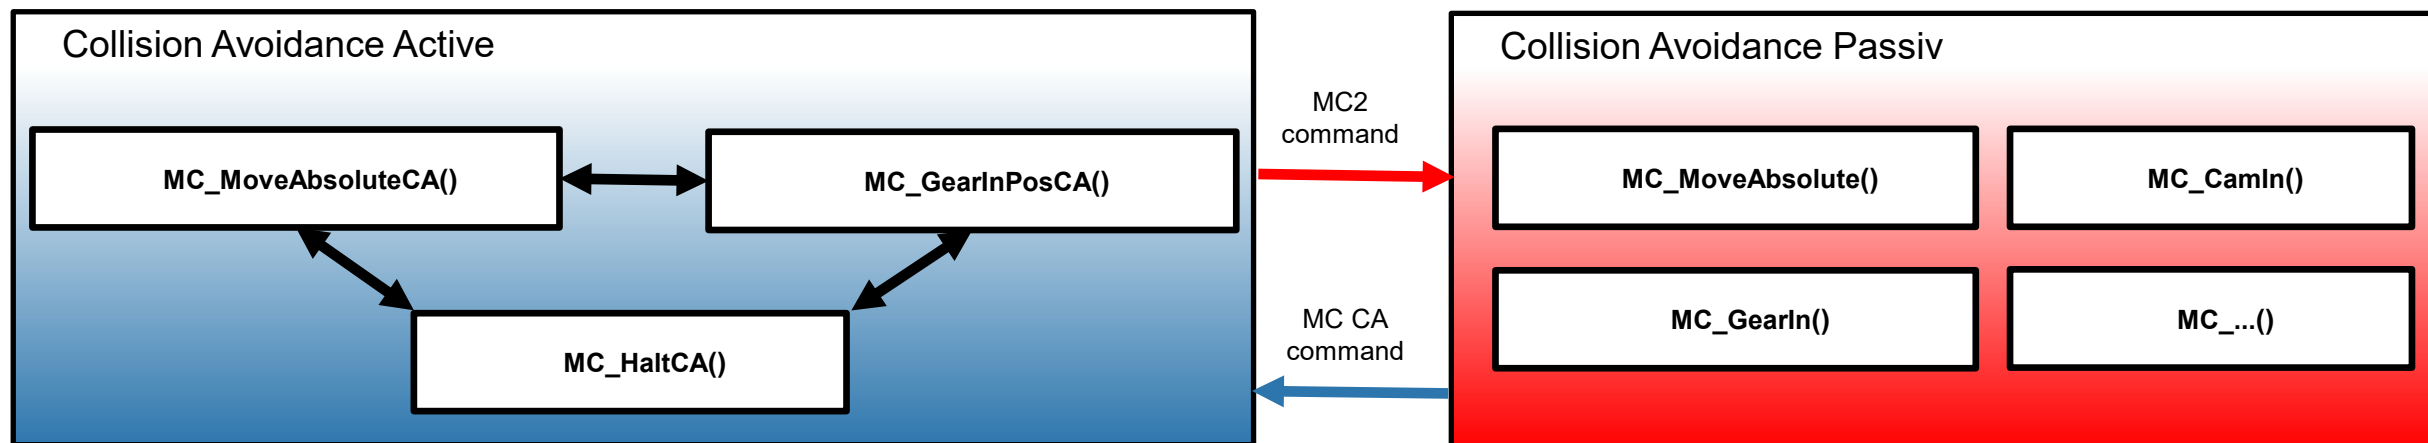 Collision Avoidance Active
MC_MoveAbsoluteCA()
MC_GearInPosCA()
MC_HaltCA()
MC2
command
MC CA
command
Collision Avoidance Passiv
MC_MoveAbsolute()
MC_CamIn()
MC_GearIn()
MC_...()